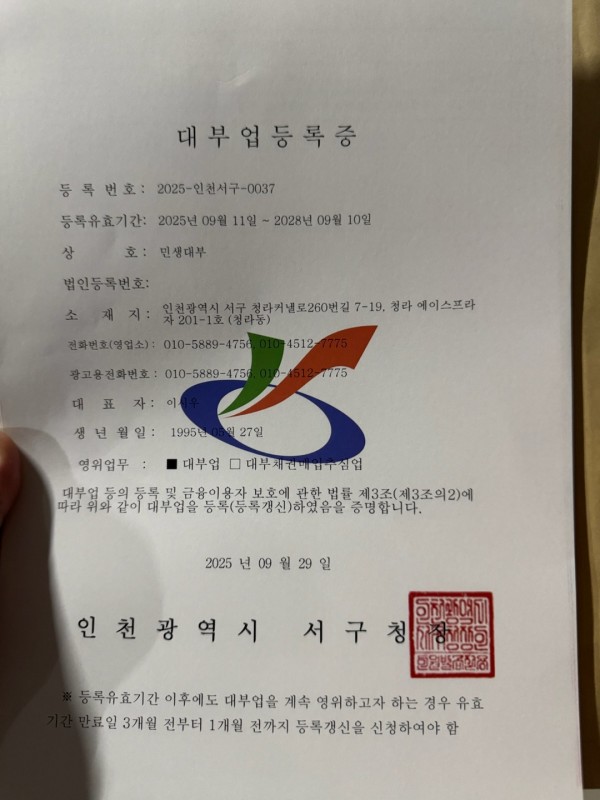 대부업등록증
등 록 번 호 : 2025-인천서구-0037
등록유효기간: 2025년 09월 11일 ~ 2028년 09월 10일
상 호 : 민생대부
법인등록번호:
소 재 지 : 인천광역시 서구 청라커낼로260번길 7-19, 청라 에이스프라
자 201-1호 (청라동)
전화번호(영업소) : 010-5889-4756, 010-4512-7775
광고용전화번호 : 010-5889-4756, 010-4512-7775
대 표 자 :
생 년 월 일 : 1995년 05월 27일
영위업무 : ■ 대부업 □ 대부채권매입추심업
대부업 등의 등록 및 금융이용자 보호에 관한 법률 제3조(제3조의2)에
따라 위와 같이 대부업을 등록(등록갱신)하였음을 증명합니다.
2025 년 09 월 29 일
인 천 광 역 시 서 구 청 장
※ 등록유효기간 이후에도 대부업을 계속 영위하고자 하는 경우 유효
기간 만료일 3개월 전부터 1개월 전까지 등록갱신을 신청하여야 함